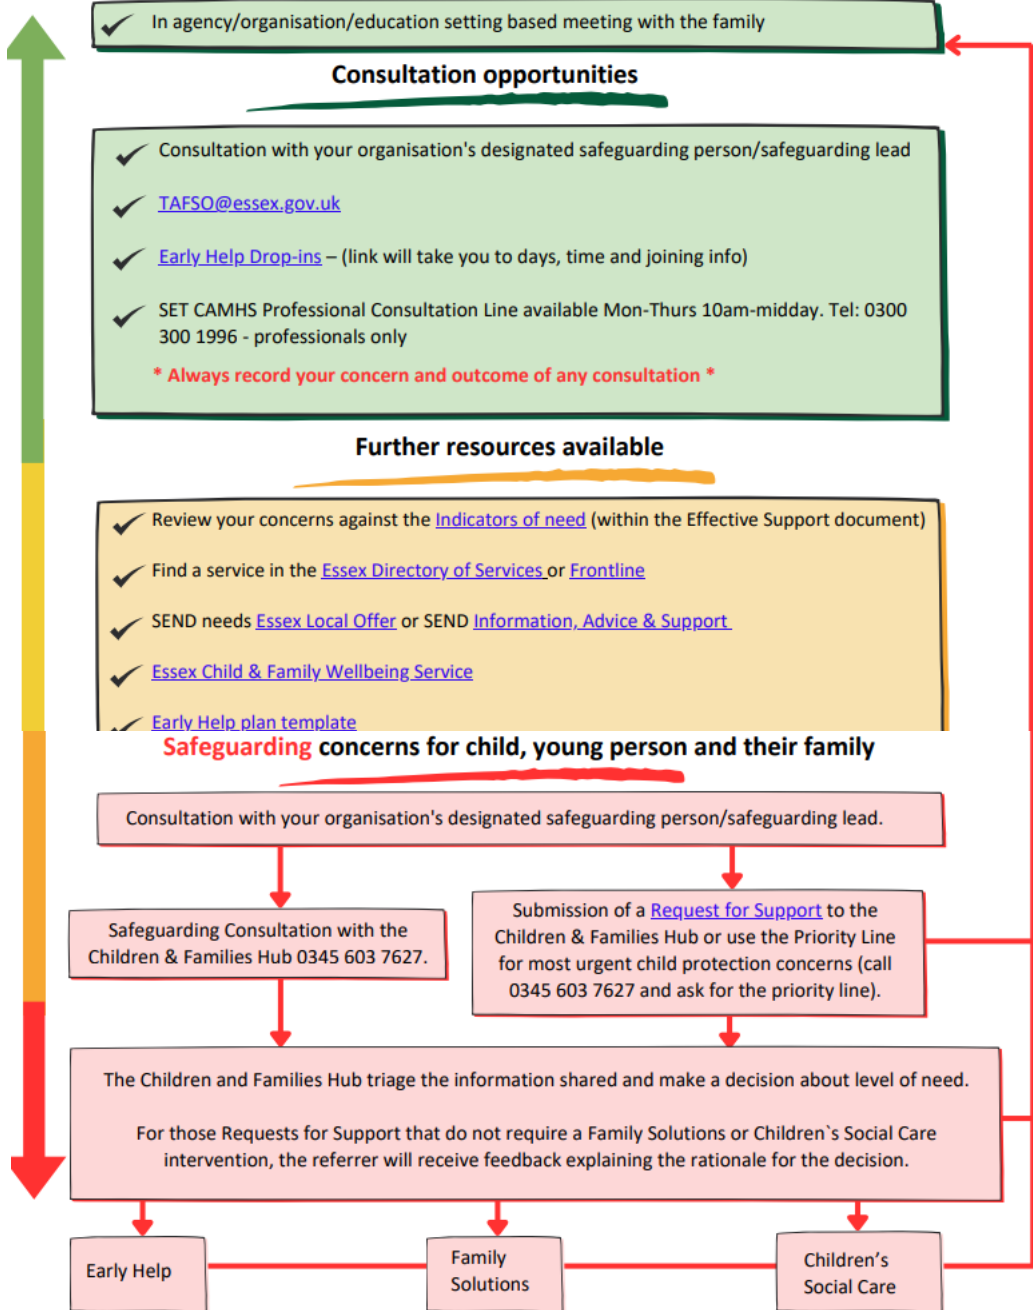 In agency/organisation/education setting based meeting with the family
Consultation opportunities
Consultation with your organisation's designated safeguarding person/safeguarding lead
TAFSO@essex.gov.uk
Early Help Drop-ins – (link will take you to days, time and joining info)
SET CAMHS Professional Consultation Line available Mon-Thurs 10am-midday. Tel: 0300
300 1996 - professionals only
* Always record your concern and outcome of any consultation *
Further resources available
Review your concerns against the Indicators of need (within the Effective Support document)
Find a service in the Essex Directory of Services or Frontline
SEND needs Essex Local Offer or SEND Information, Advice & Support
Essex Child & Family Wellbeing Service
Early Help plan template
Safeguarding concerns for child, young person and their family
Consultation with your organisation's designated safeguarding person/safeguarding lead.
Safeguarding Consultation with the
Children & Families Hub 0345 603 7627.
Submission of a Request for Support to the
Children & Families Hub or use the Priority Line
for most urgent child protection concerns (call
0345 603 7627 and ask for the priority line).
The Children and Families Hub triage the information shared and make a decision about level of need.
For those Requests for Support that do not require a Family Solutions or Children`s Social Care
intervention, the referrer will receive feedback explaining the rationale for the decision.
Early Help
Family
Solutions
Children's
Social Care